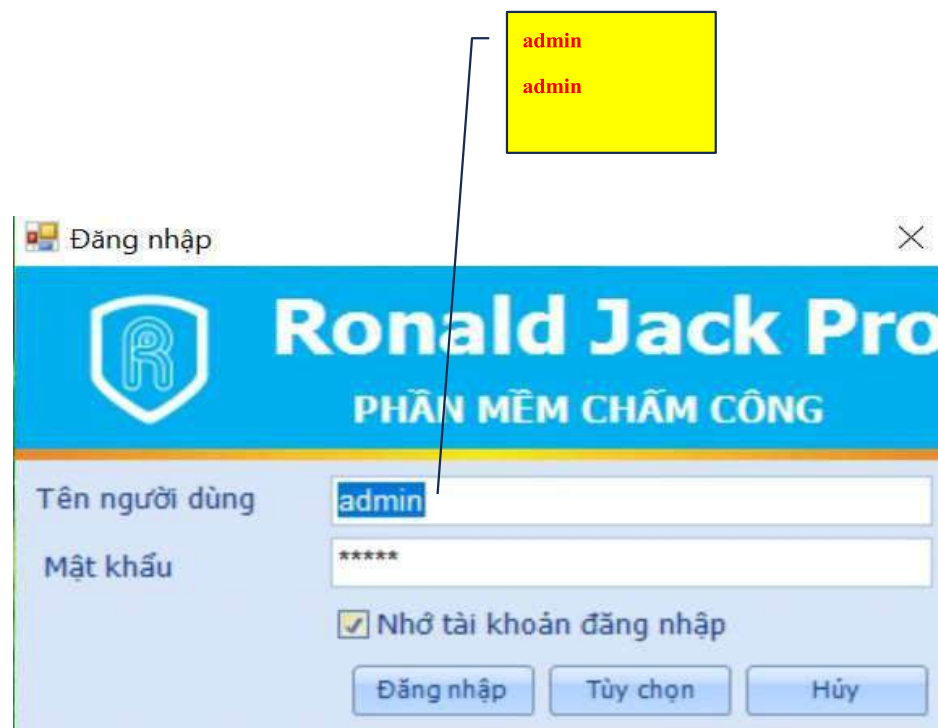 admin
admin
Đăng nhập
Ronald Jack Pro
PHẦN MỀM CHẤM CÔNG
Tên người dùng admin
Mật khẩu *****
Nhớ tài khoản đăng nhập
Đăng nhập Tùy chọn Hủy